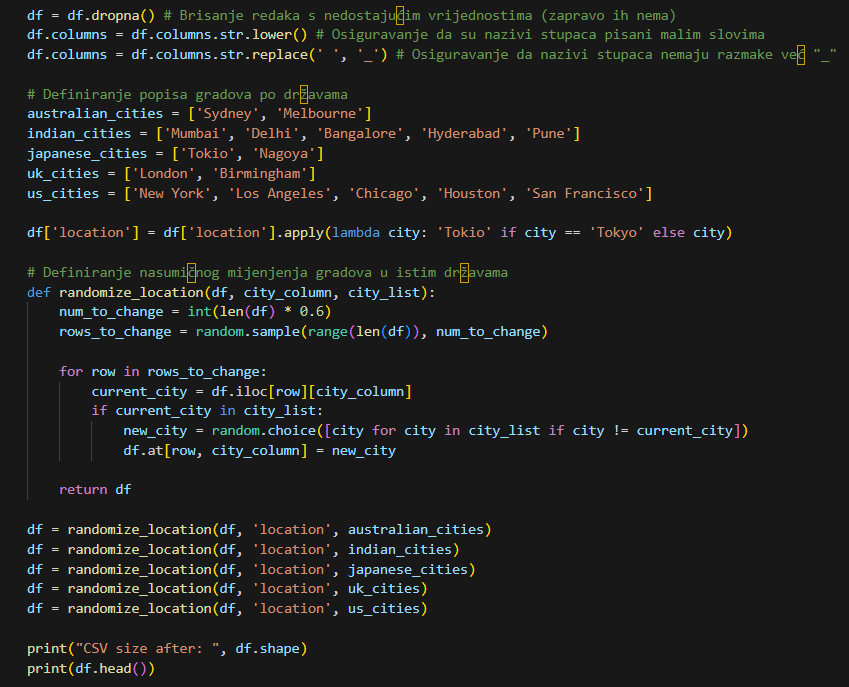 df = df.dropna() # Brisanje redaka s nedostajućim vrijednostima (zapravo ih nema)
df.columns = df.columns.str.lower() # Osiguravanje da su nazivi stupaca pisani malim slovima
df.columns = df.columns.str.replace(' ', '_') # Osiguravanje da nazivi stupaca nemaju razmake već "_"

# Definiranje popisa gradova po državama
australian_cities = ['Sydney', 'Melbourne']
indian_cities = ['Mumbai', 'Delhi', 'Bangalore', 'Hyderabad', 'Pune']
japanese_cities = ['Tokio', 'Nagoya']
uk_cities = ['London', 'Birmingham']
us_cities = ['New York', 'Los Angeles', 'Chicago', 'Houston', 'San Francisco']

df['location'] = df['location'].apply(lambda city: 'Tokio' if city == 'Tokyo' else city)

# Definiranje nasumičnog mijenjenja gradova u istim državama
def randomize_location(df, city_column, city_list):
    num_to_change = int(len(df) * 0.6)
    rows_to_change = random.sample(range(len(df)), num_to_change)

    for row in rows_to_change:
        current_city = df.iloc[row][city_column]
        if current_city in city_list:
            new_city = random.choice([city for city in city_list if city != current_city])
            df.at[row, city_column] = new_city

    return df

df = randomize_location(df, 'location', australian_cities)
df = randomize_location(df, 'location', indian_cities)
df = randomize_location(df, 'location', japanese_cities)
df = randomize_location(df, 'location', uk_cities)
df = randomize_location(df, 'location', us_cities)

print("CSV size after: ", df.shape)
print(df.head())